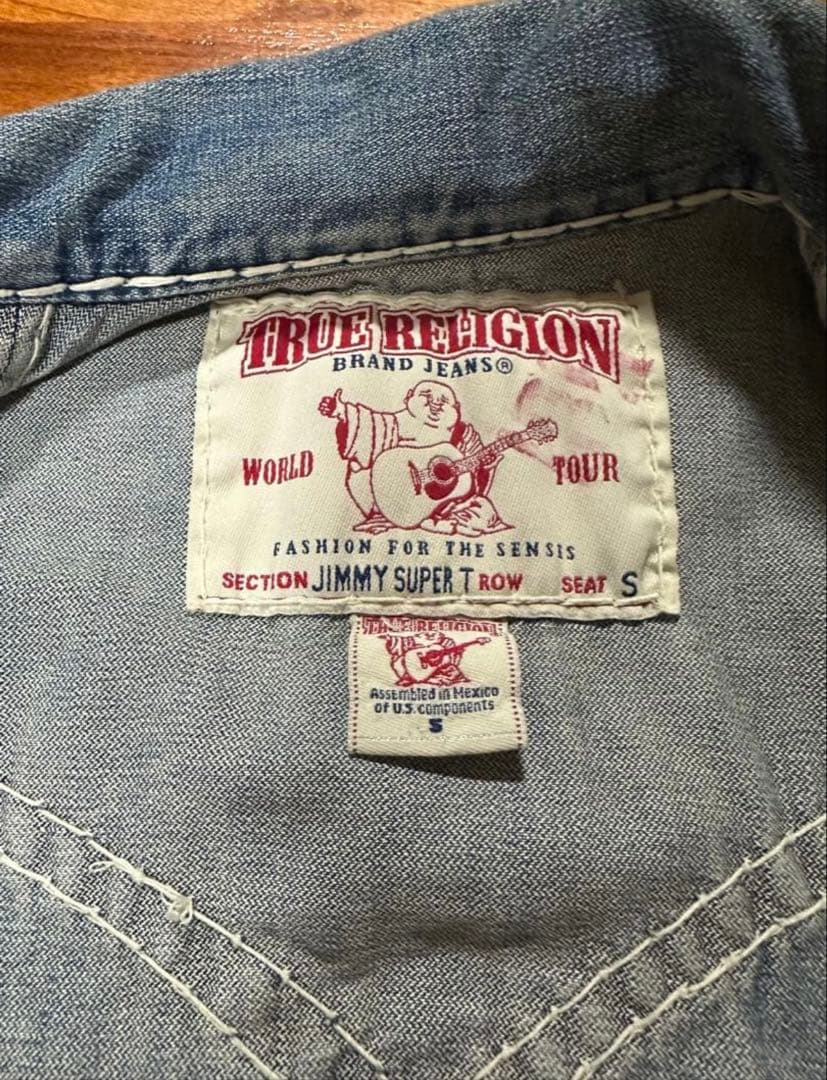 TRUE RELIGION
BRAND JEANS®
WORLD TOUR
FASHION FOR THE SENSES
SECTION JIMMY SUPER T ROW SEAT S
TRUE RELIGION
Assembled in Mexico
of U.S. components
S